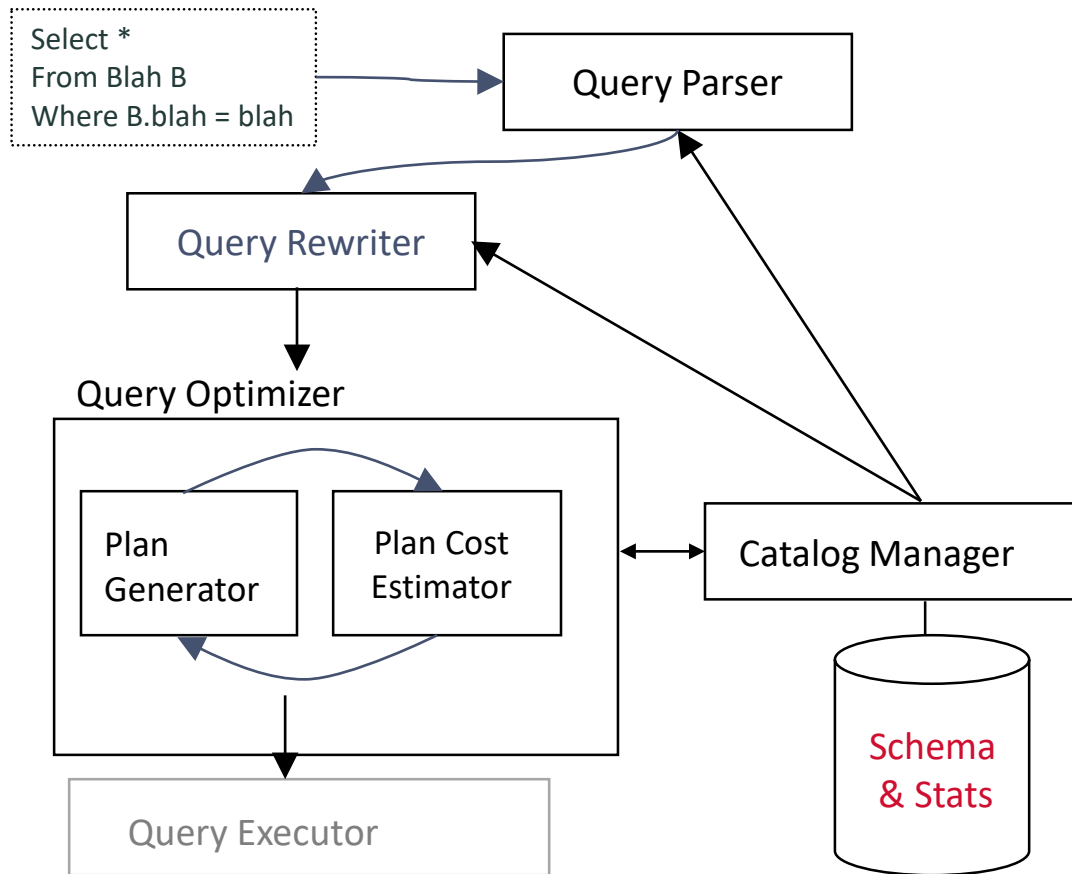 Select *
From Blah B
Where B.blah = blah
Query Parser
Query Rewriter
Query Optimizer
Plan
Generator
Plan Cost
Estimator
Catalog Manager
Schema
& Stats
Query Executor